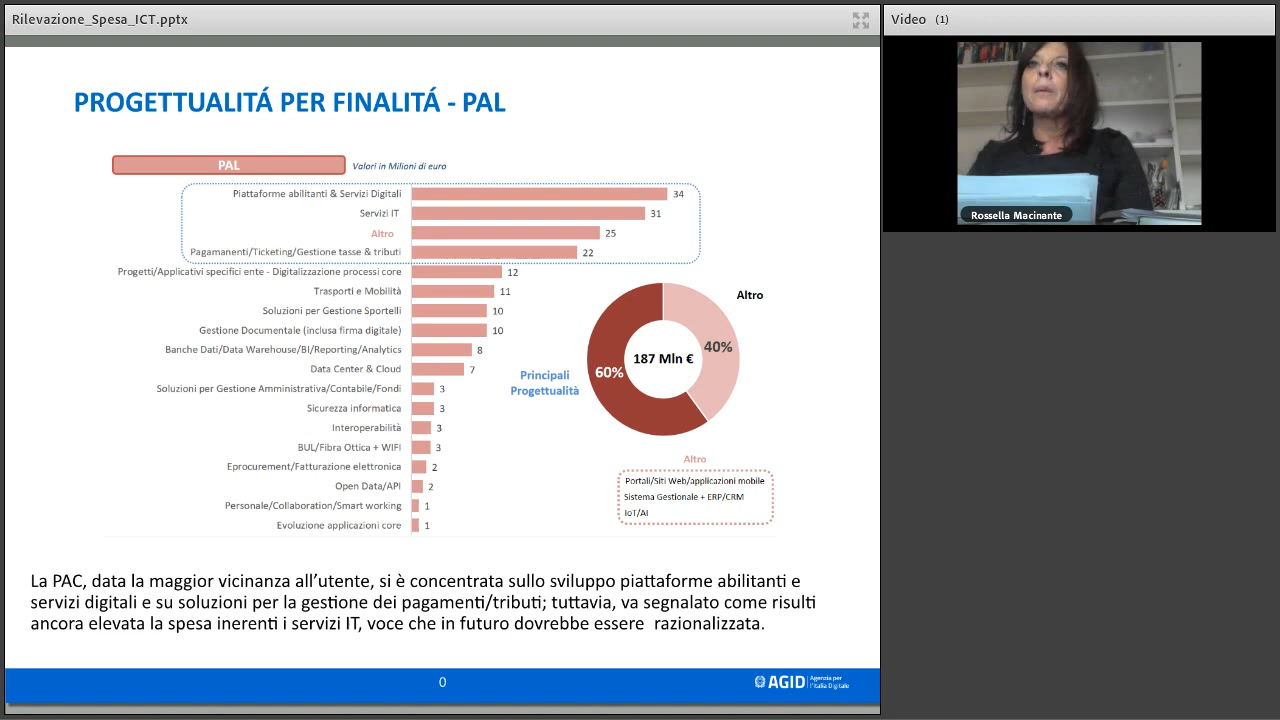 Rilevazione_Spesa_ICT.pptx
Video (1)
PROGETTUALITÁ PER FINALITÁ - PAL
PAL
Valori in Milioni di euro
Piattaforme abilitanti & Servizi Digitali 34
Servizi IT 31
Altro 25
Pagamanenti/Ticketing/Gestione tasse & tributi 22
Progetti/Applicativi specifici ente - Digitalizzazione processi core 12
Trasporti e Mobilità 11
Soluzioni per Gestione Sportelli 10
Gestione Documentale (inclusa firma digitale) 10
Banche Dati/Data Warehouse/BI/Reporting/Analytics 8
Data Center & Cloud 7
Soluzioni per Gestione Amministrativa/Contabile/Fondi 3
Sicurezza informatica 3
Interoperabilità 3
BUL/Fibra Ottica + WIFI 3
Eprocurement/Fatturazione elettronica 2
Open Data/API 2
Personale/Collaboration/Smart working 1
Evoluzione applicazioni core 1
Altro
40%
187 Mln €
60%
Principali
Progettualità
Altro
Portali/Siti Web/applicazioni mobile
Sistema Gestionale + ERP/CRM
IoT/AI
La PAC, data la maggior vicinanza all'utente, si è concentrata sullo sviluppo piattaforme abilitanti e
servizi digitali e su soluzioni per la gestione dei pagamenti/tributi; tuttavia, va segnalato come risulti
ancora elevata la spesa inerenti i servizi IT, voce che in futuro dovrebbe essere razionalizzata.
0
AGID
Agenzia per
l'Italia Digitale
Rossella Macinante